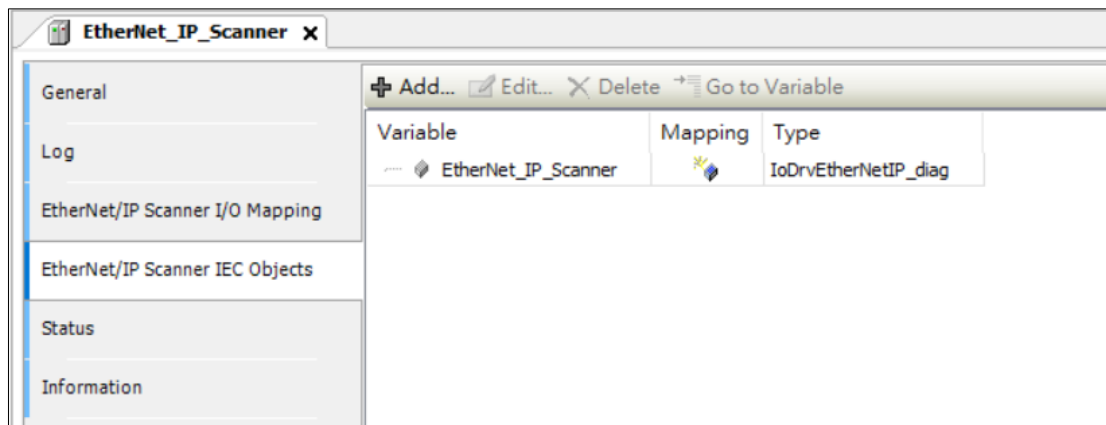 EtherNet_IP_Scanner X
General
Log
EtherNet/IP Scanner I/O Mapping
EtherNet/IP Scanner IEC Objects
Status
Information
Add... Edit... Delete Go to Variable
Variable Mapping Type
EtherNet_IP_Scanner IoDrvEtherNetIP_diag